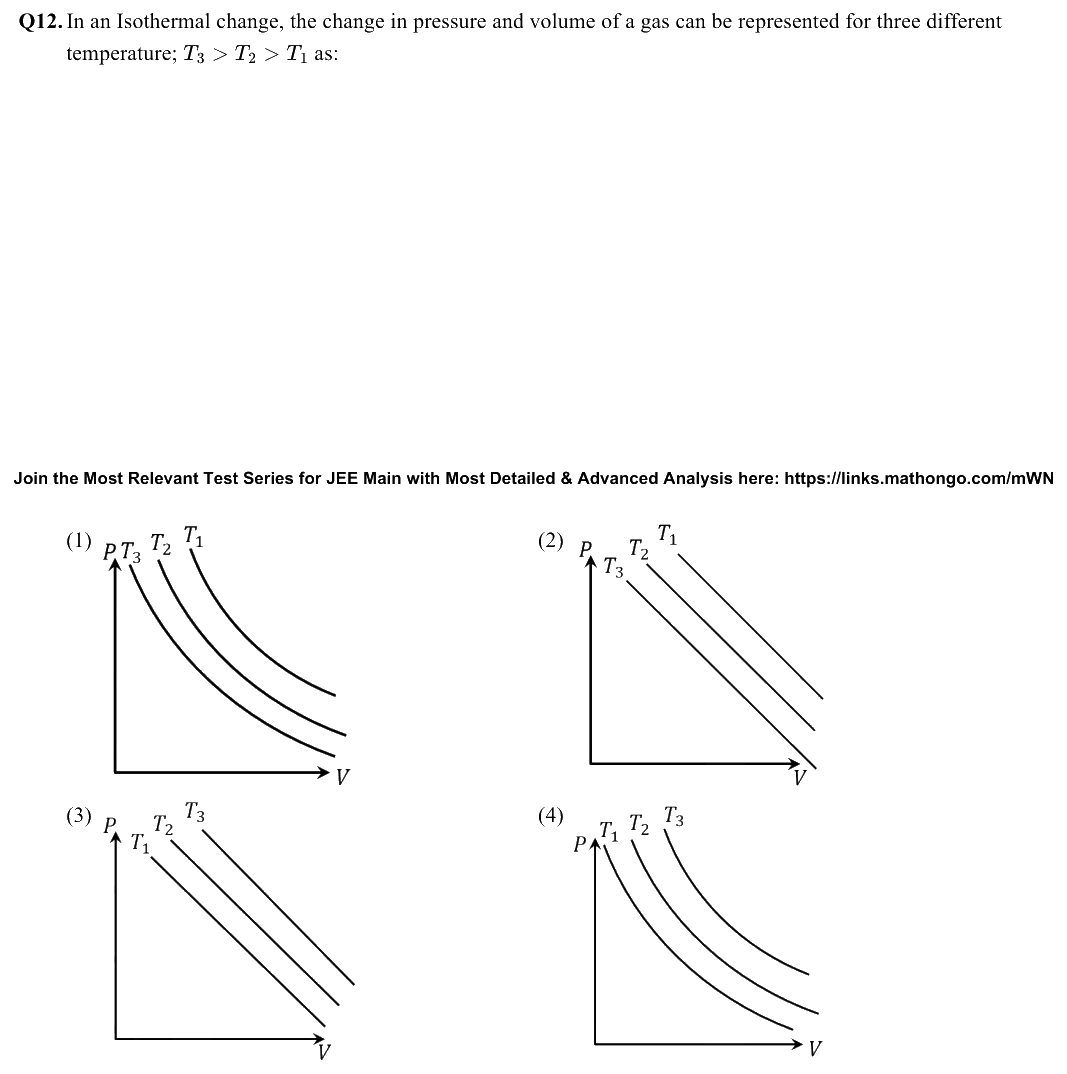 Q12. In an Isothermal change, the change in pressure and volume of a gas can be represented for three different
temperature; T₃ > T₂ > T₁ as:
Join the Most Relevant Test Series for JEE Main with Most Detailed & Advanced Analysis here: https://links.mathongo.com/mWN
(1) P T₃ T₂ T₁
V
(2) P T₃ T₂ T₁
V
(3) P T₁ T₂ T₃
V
(4) P T₁ T₂ T₃
V